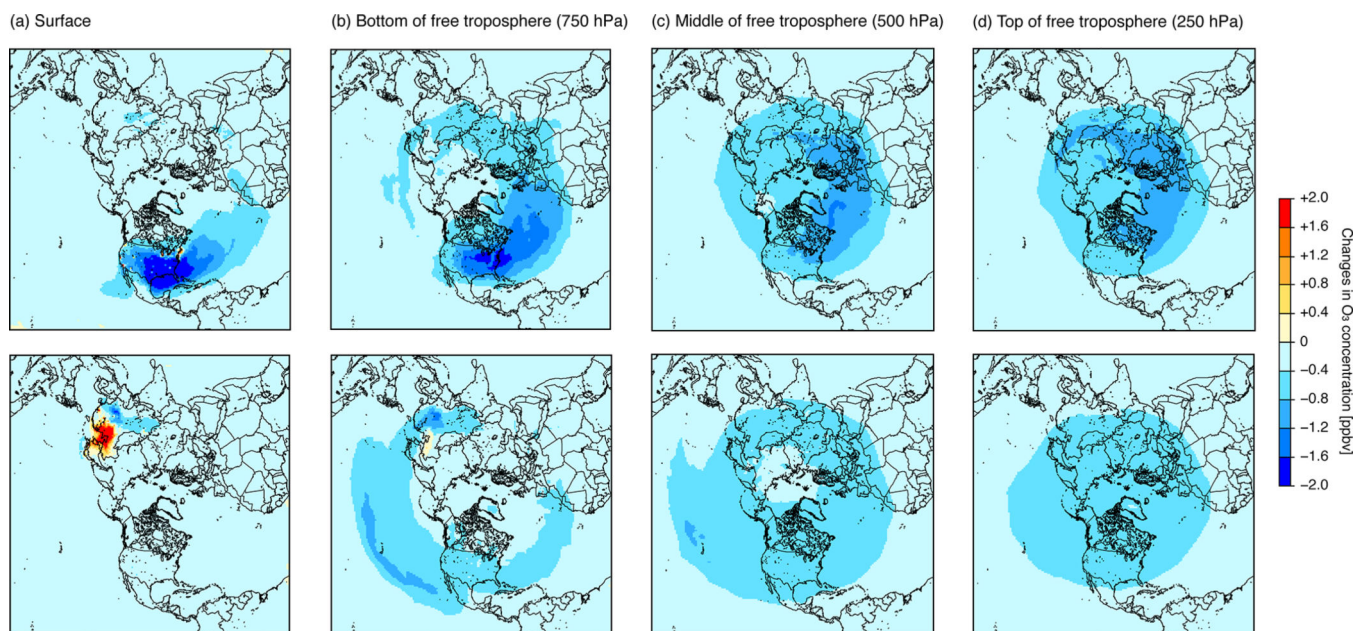 (a) Surface
(b) Bottom of free troposphere (750 hPa)
(c) Middle of free troposphere (500 hPa)
(d) Top of free troposphere (250 hPa)
+2.0
+1.6
+1.2
+0.8
+0.4
0
−0.4
−0.8
−1.2
−1.6
−2.0
Changes in O₃ concentration [ppbv]